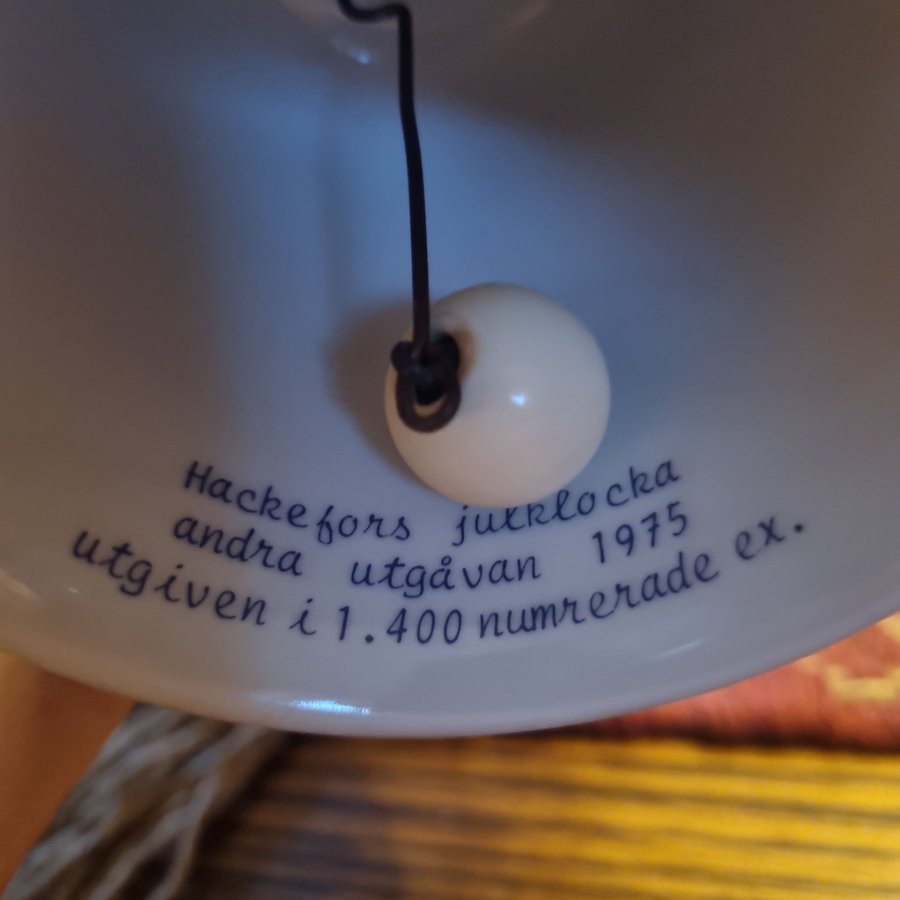 Hackefors julklocka
andra utgåvan 1975
utgiven i 1.400 numrerade ex.